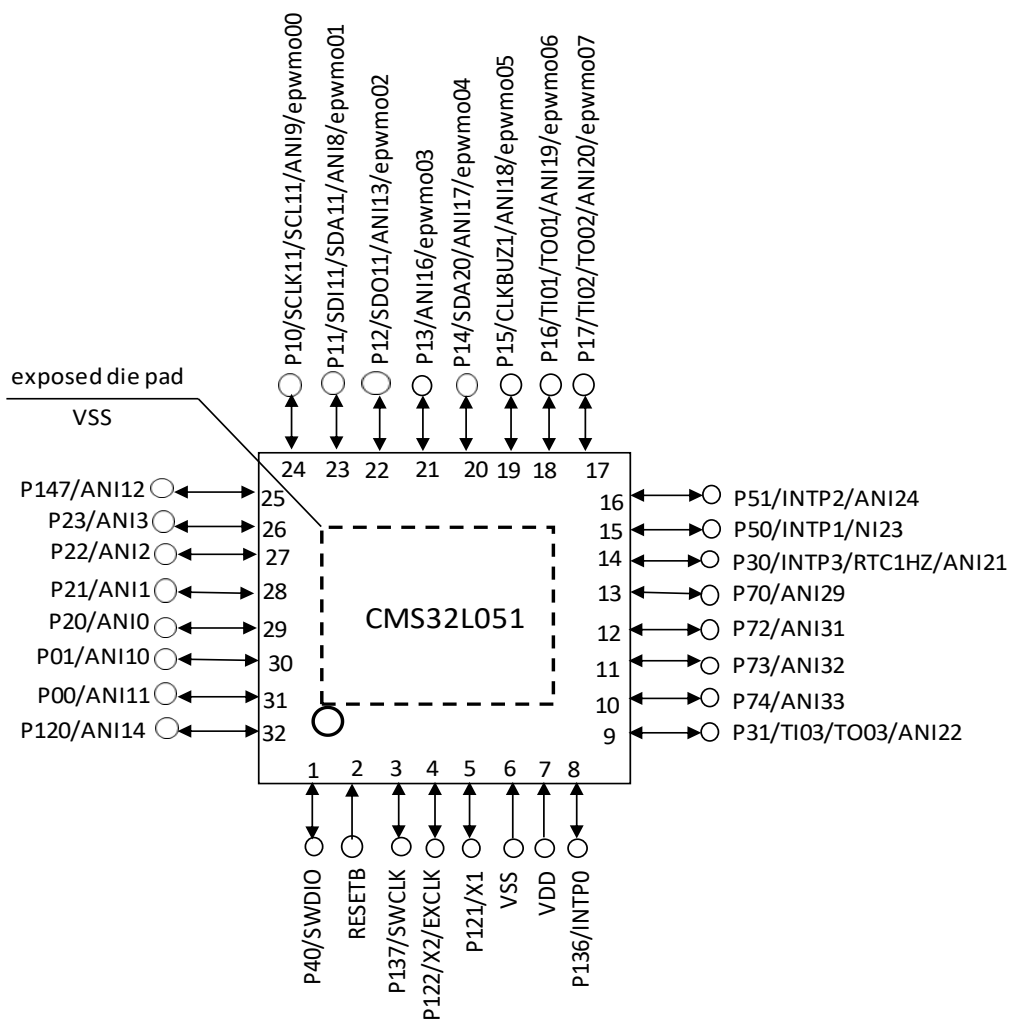 P10/SCLK11/SCL11/ANI9/epwmo00
P11/SDI11/SDA11/ANI8/epwmo01
P12/SDO11/ANI13/epwmo02
P13/ANI16/epwmo03
P14/SDA20/ANI17/epwmo04
P15/CLKBUZ1/ANI18/epwmo05
P16/TI01/TO01/ANI19/epwmo06
P17/TI02/TO02/ANI20/epwmo07
exposed die pad
VSS
24 23 22 21 20 19 18 17
P147/ANI12 25
P23/ANI3 26
P22/ANI2 27
P21/ANI1 28
P20/ANI0 29
P01/ANI10 30
P00/ANI11 31
P120/ANI14 32
CMS32L051
16 P51/INTP2/ANI24
15 P50/INTP1/NI23
14 P30/INTP3/RTC1HZ/ANI21
13 P70/ANI29
12 P72/ANI31
11 P73/ANI32
10 P74/ANI33
9 P31/TI03/TO03/ANI22
1 2 3 4 5 6 7 8
P40/SWDIO
RESETB
P137/SWCLK
P122/X2/EXCLK
P121/X1
VSS
VDD
P136/INTP0